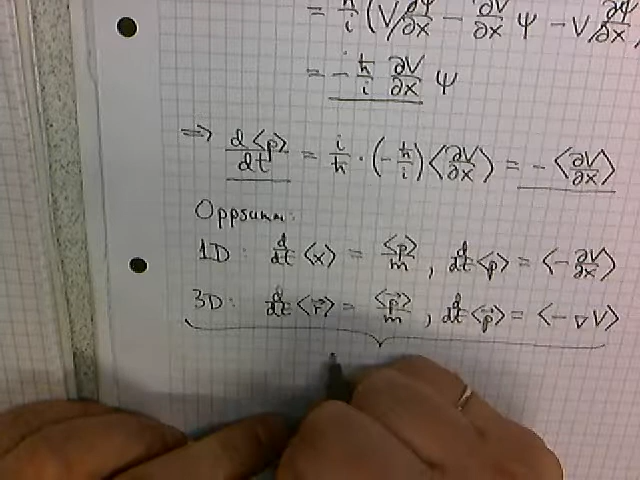 = ħ/i (V ∂ψ/∂x − ∂V/∂x ψ − V ∂ψ/∂x)
= − ħ/i ∂V/∂x ψ
⇒ d⟨p⟩/dt = i/ħ · (− ħ/i) ⟨∂V/∂x⟩ = − ⟨∂V/∂x⟩
Oppsum:
1D: d/dt ⟨x⟩ = ⟨p⟩/m , d/dt ⟨p⟩ = ⟨− ∂V/∂x⟩
3D: d/dt ⟨r⃗⟩ = ⟨p⃗⟩/m , d/dt ⟨p⃗⟩ = ⟨− ∇V⟩